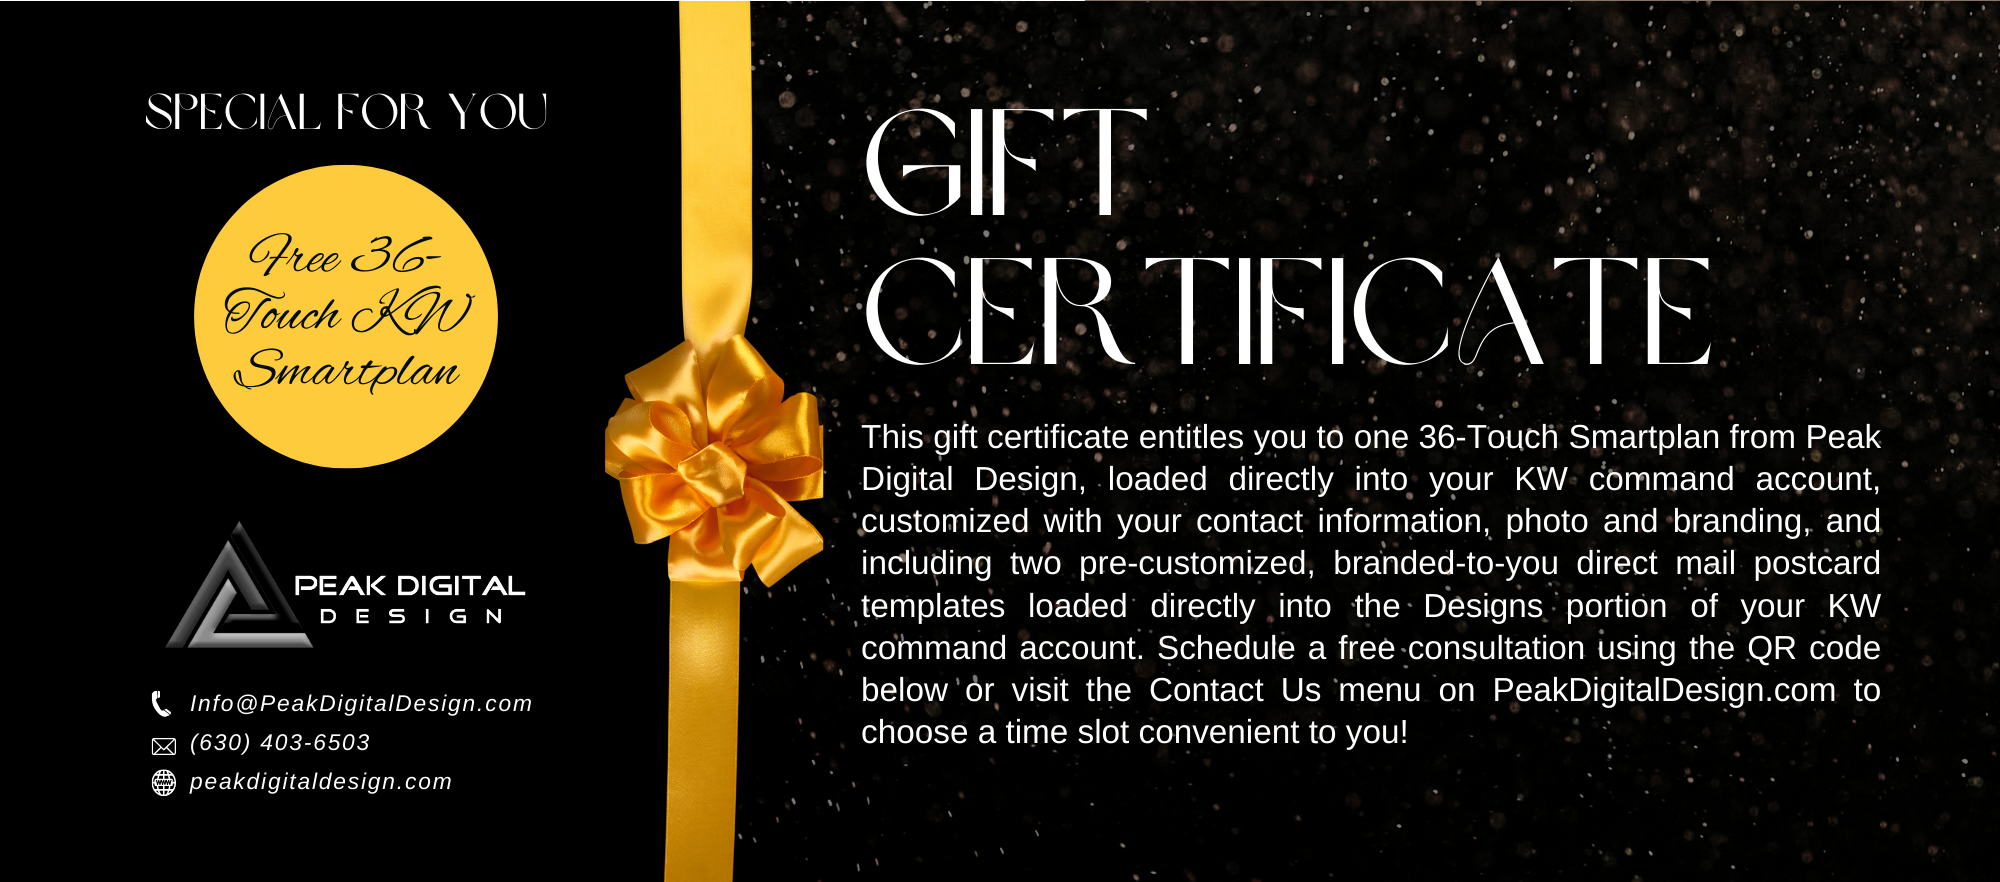 SPECIAL FOR YOU
Free 36-
Touch KW
Smartplan
PEAK DIGITAL
DESIGN
Info@PeakDigitalDesign.com
(630) 403-6503
peakdigitaldesign.com
GIFT
CERTIFICATE
This gift certificate entitles you to one 36-Touch Smartplan from Peak
Digital Design, loaded directly into your KW command account,
customized with your contact information, photo and branding, and
including two pre-customized, branded-to-you direct mail postcard
templates loaded directly into the Designs portion of your KW
command account. Schedule a free consultation using the QR code
below or visit the Contact Us menu on PeakDigitalDesign.com to
choose a time slot convenient to you!